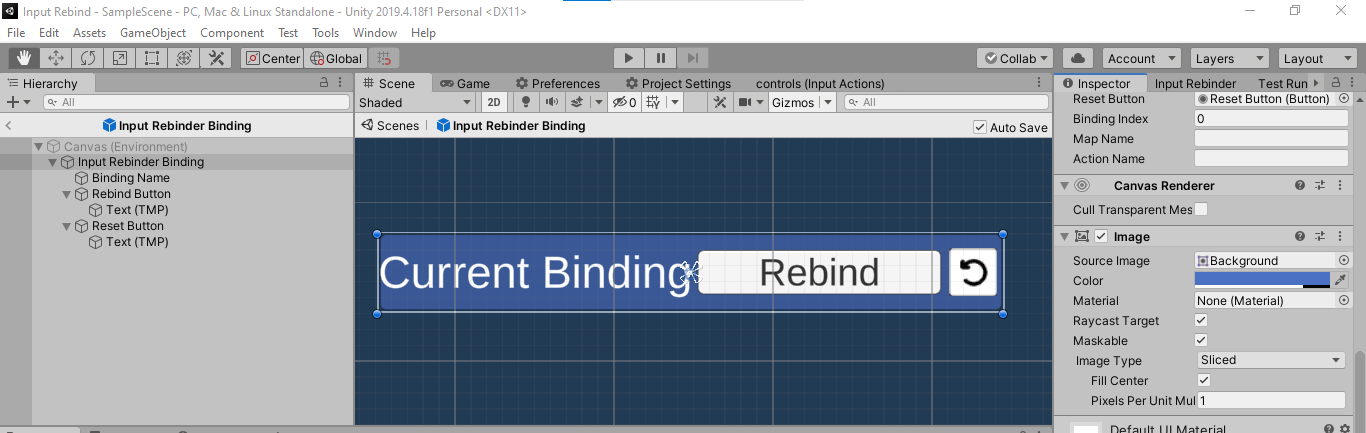 Input Rebind - SampleScene - PC, Mac & Linux Standalone - Unity 2019.4.18f1 Personal <DX11>
File Edit Assets GameObject Component Test Tools Window Help
Center Global Collab Account Layers Layout
Hierarchy Scene Game Preferences Project Settings controls (Input Actions) Inspector Input Rebinder Test Run
All Shaded 2D 0 Gizmos All Reset Button Reset Button (Button)
Input Rebinder Binding Scenes Input Rebinder Binding Auto Save Binding Index 0
Canvas (Environment) Map Name
Input Rebinder Binding Action Name
Binding Name
Rebind Button Canvas Renderer
Text (TMP) Cull Transparent Mes
Reset Button Image
Text (TMP)
Current Binding Rebind
Source Image Background
Color
Material None (Material)
Raycast Target
Maskable
Image Type Sliced
Fill Center
Pixels Per Unit Mul 1
Default UI Material